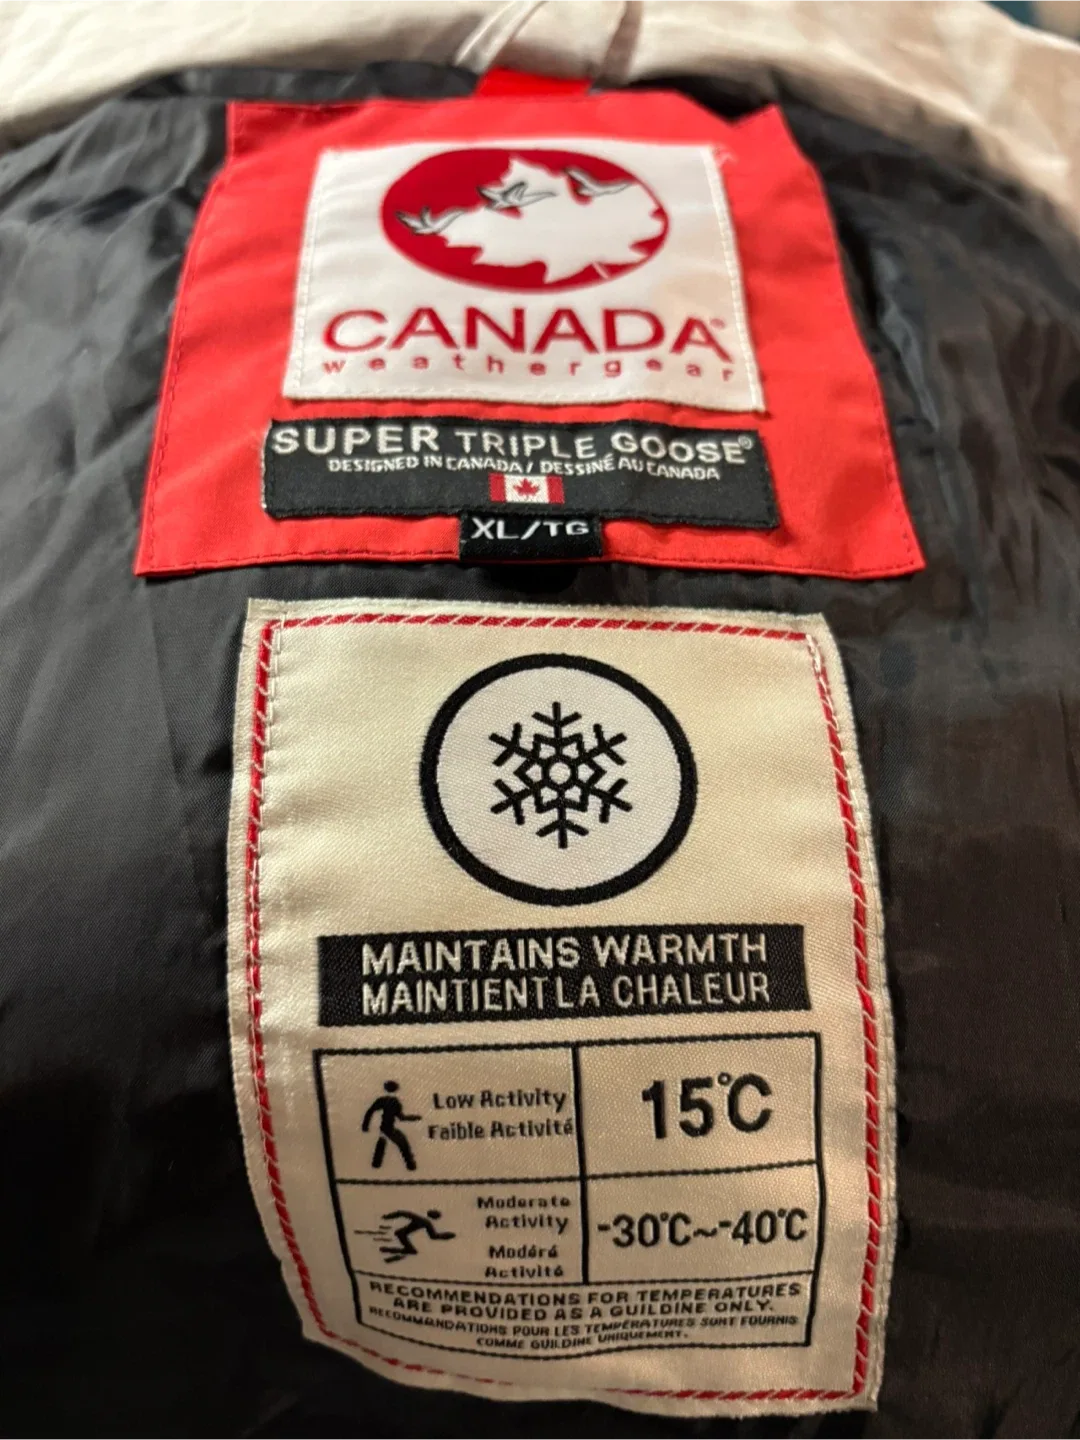 CANADA®
weathergear
SUPER TRIPLE GOOSE®
DESIGNED IN CANADA / DESSINÉ AU CANADA
XL/TG
MAINTAINS WARMTH
MAINTIENT LA CHALEUR
Low Activity
Faible Activité
15°C
Moderate
Activity
Modéré
Activité
-30°C~-40°C
RECOMMENDATIONS FOR TEMPERATURES
ARE PROVIDED AS A GUILDINE ONLY.
RECOMMANDATIONS POUR LES TEMPÉRATURES SONT FOURNIS
COMME GUILDINE UNIQUEMENT.